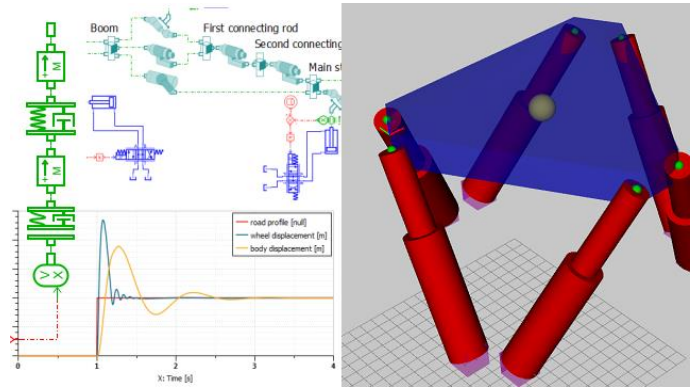 Boom
First connecting rod
Second connecting
Main st
M
M
V X
road profile [null]
wheel displacement [m]
body displacement [m]
0
1
2
3
4
X: Time [s]